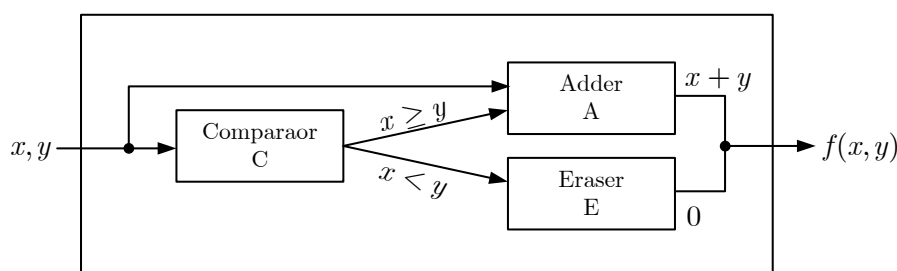 x, y
Comparaor
C
x ≥ y
x < y
Adder
A
x + y
Eraser
E
0
f(x, y)